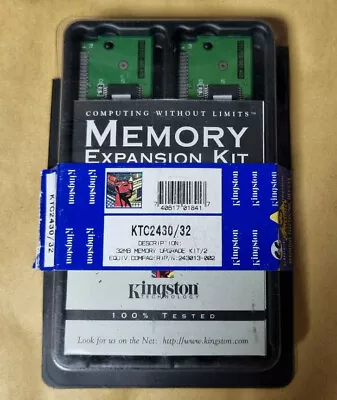 COMPUTING WITHOUT LIMITS™
MEMORY
EXPANSION KIT
KTC2430/32
Kingston
Kingston
7 40617 01841 7
KTC2430/32
DESCRIPTION:
32MB MEMORY UPGRADE KIT/2
EQUIV.COMPAQ(R)P/N:243013-002
Kingston
TECHNOLOGY
100% TESTED
Look for us on the Net: http://www.kingston.com